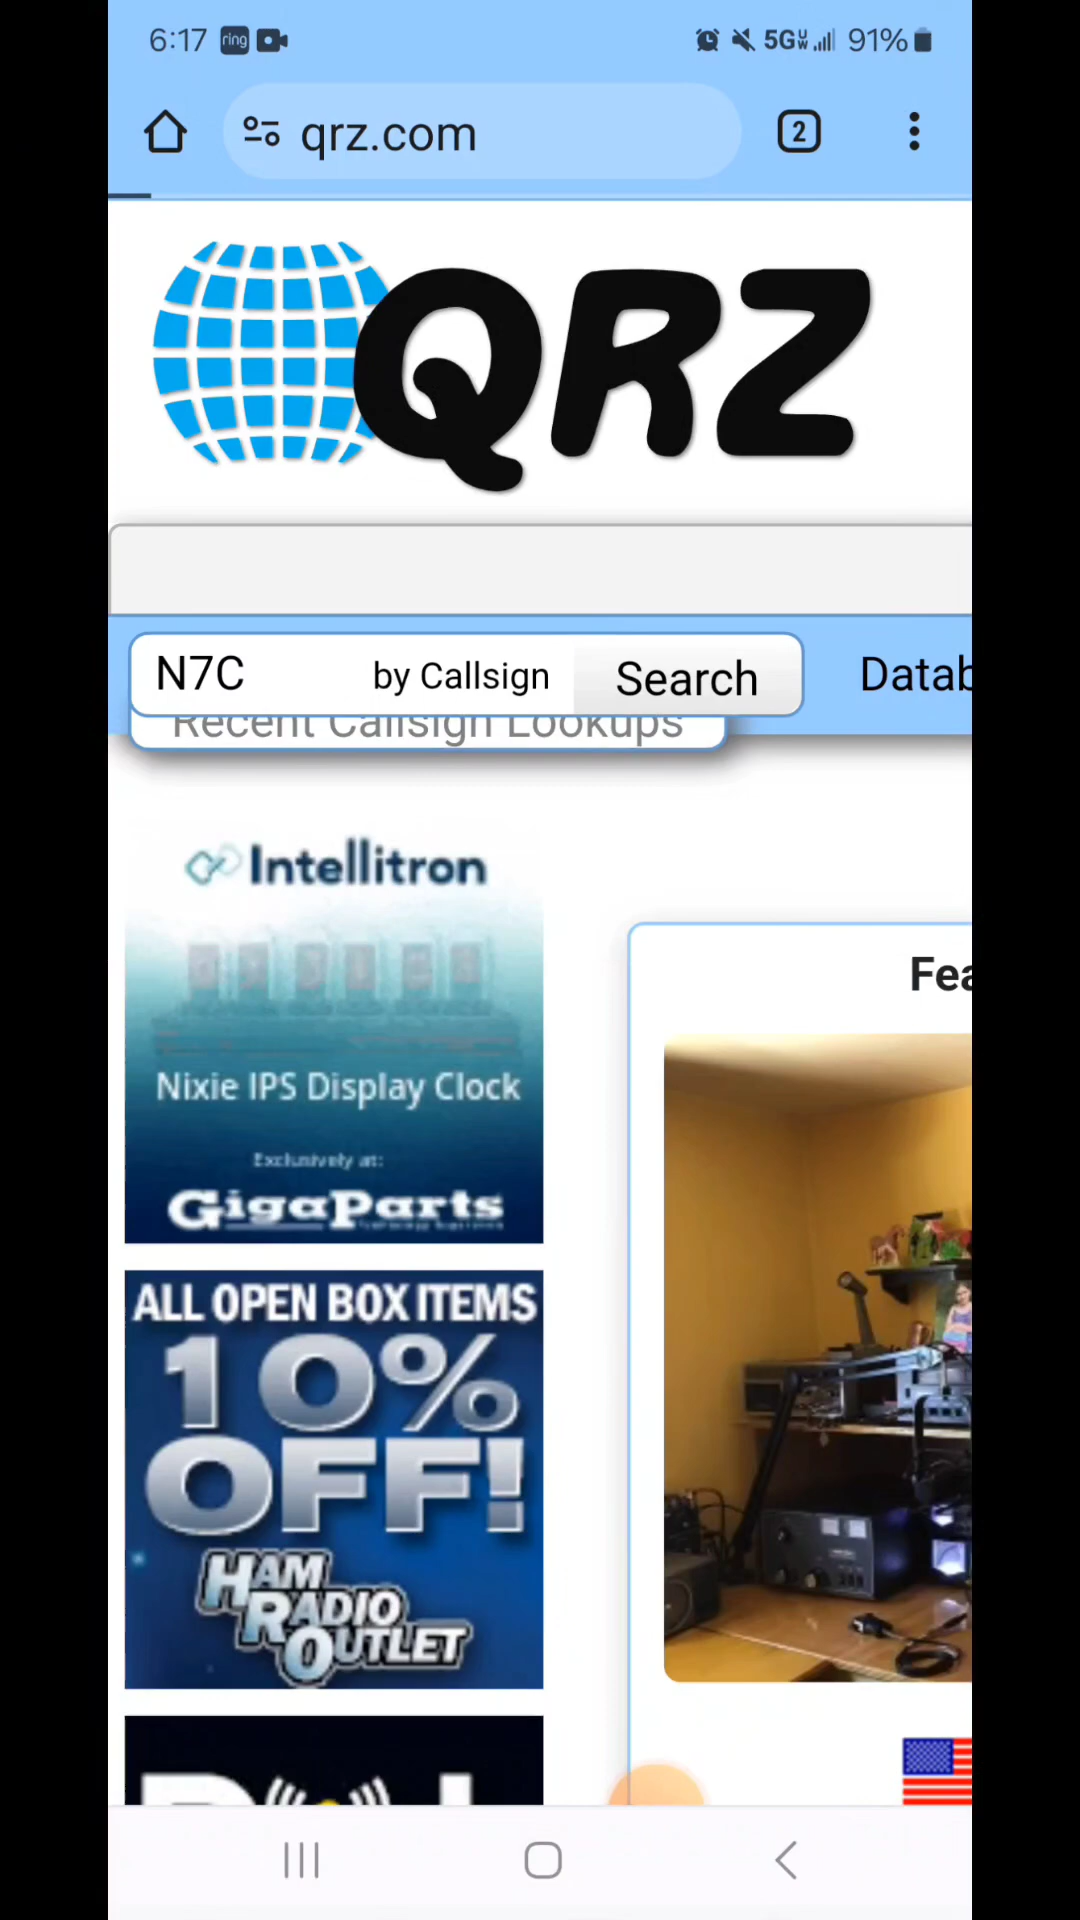 6:17 ring 5G UW 91%
qrz.com 2
QRZ
N7C by Callsign Search Datab
Recent Callsign Lookups
Intellitron
Nixie IPS Display Clock
Exclusively at:
GigaParts
Fea
ALL OPEN BOX ITEMS
10%
OFF!
HAM
RADIO
OUTLET